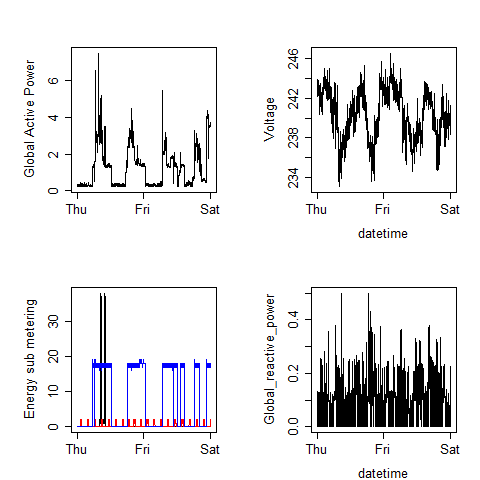 Global Active Power
0
2
4
6
Thu
Fri
Sat
Voltage
234
238
242
246
Thu
Fri
Sat
datetime
Energy sub metering
0
10
20
30
Thu
Fri
Sat
Global_reactive_power
0.0
0.2
0.4
Thu
Fri
Sat
datetime